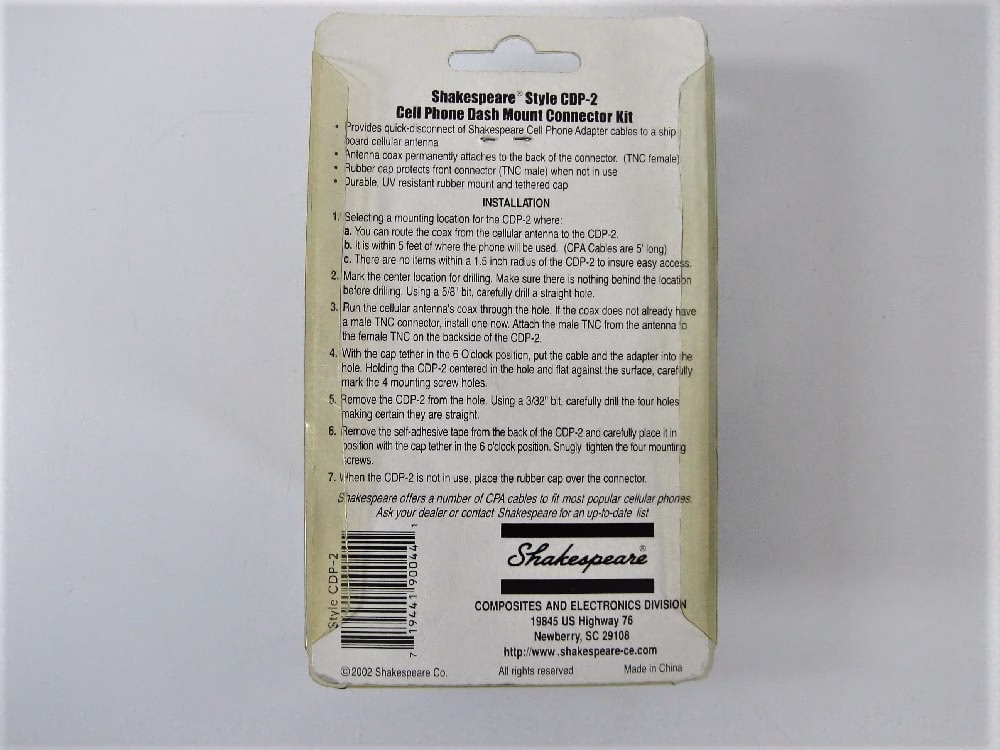 Shakespeare® Style CDP-2
Cell Phone Dash Mount Connector Kit
• Provides quick-disconnect of Shakespeare Cell Phone Adapter cables to a ship
board cellular antenna
• Antenna coax permanently attaches to the back of the connector. (TNC female)
• Rubber cap protects front connector (TNC male) when not in use
• Durable, UV resistant rubber mount and tethered cap
INSTALLATION
1. Selecting a mounting location for the CDP-2 where:
a. You can route the coax from the cellular antenna to the CDP-2.
b. It is within 5 feet of where the phone will be used. (CPA Cables are 5' long)
c. There are no items within a 1.5 inch radius of the CDP-2 to insure easy access.
2. Mark the center location for drilling. Make sure there is nothing behind the location
before drilling. Using a 5/8" bit, carefully drill a straight hole.
3. Run the cellular antenna's coax through the hole. If the coax does not already have
a male TNC connector, install one now. Attach the male TNC from the antenna to
the female TNC on the backside of the CDP-2.
4. With the cap tether in the 6 O'clock position, put the cable and the adapter into the
hole. Holding the CDP-2 centered in the hole and flat against the surface, carefully
mark the 4 mounting screw holes.
5. Remove the CDP-2 from the hole. Using a 3/32" bit, carefully drill the four holes
making certain they are straight.
6. Remove the self-adhesive tape from the back of the CDP-2 and carefully place it in
position with the cap tether in the 6 o'clock position. Snugly tighten the four mounting
screws.
7. When the CDP-2 is not in use, place the rubber cap over the connector.
Shakespeare offers a number of CPA cables to fit most popular cellular phones.
Ask your dealer or contact Shakespeare for an up-to-date list
Style CDP-2
7 19441 90044 1
Shakespeare®
COMPOSITES AND ELECTRONICS DIVISION
19845 US Highway 76
Newberry, SC 29108
http://www.shakespeare-ce.com
©2002 Shakespeare Co. All rights reserved Made in China